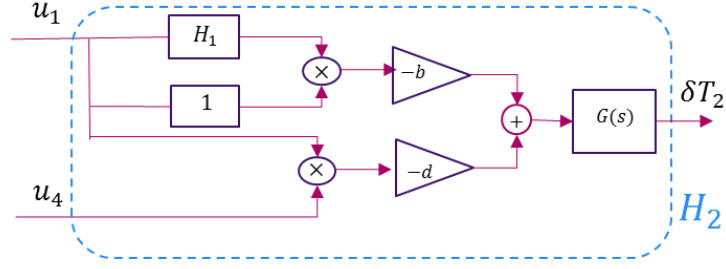 u₁
H₁
×
−b
1
δT₂
G(s)
+
×
−d
u₄
H₂